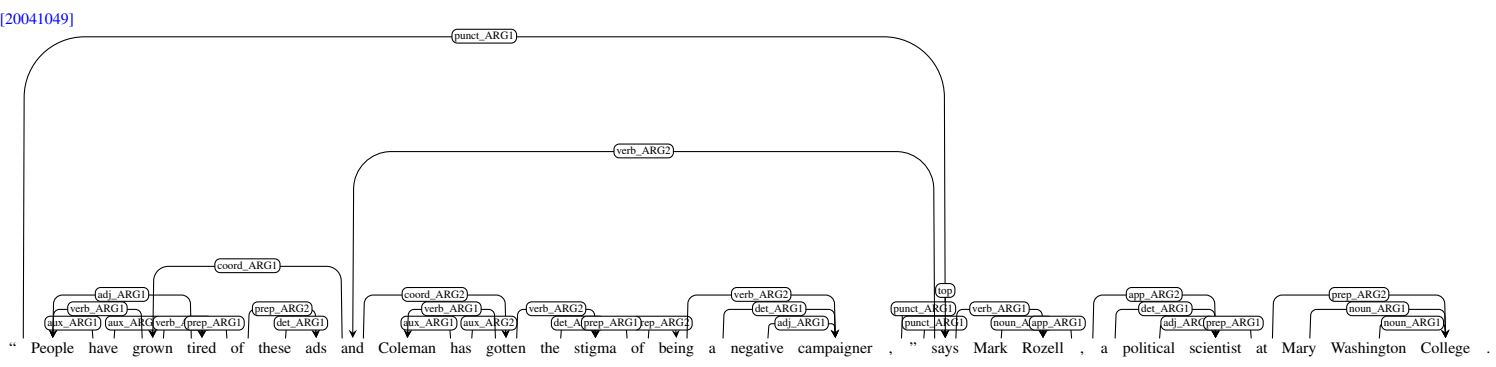 [20041049]
punct_ARG1
verb_ARG2
coord_ARG1
top
adj_ARG1 coord_ARG2 verb_ARG2 app_ARG2 prep_ARG2
verb_ARG1 prep_ARG2 verb_ARG1 verb_ARG2 det_ARG1 punct_ARG1 verb_ARG1 det_ARG1 noun_ARG1
aux_ARG1 prep_ARG1 det_ARG1 aux_ARG1 aux_ARG2 prep_ARG1 adj_ARG1 punct_ARG1 app_ARG1 prep_ARG1 noun_ARG1
“ People have grown tired of these ads and Coleman has gotten the stigma of being a negative campaigner , ” says Mark Rozell , a political scientist at Mary Washington College .